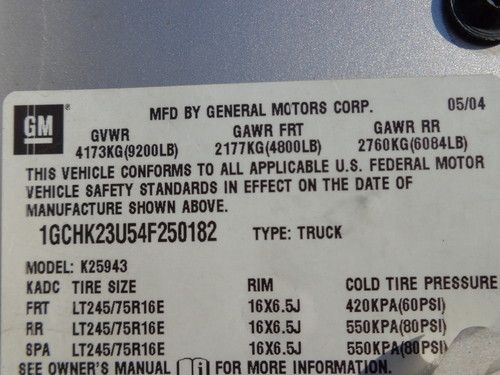 GM
MFD BY GENERAL MOTORS CORP. 05/04
GVWR GAWR FRT GAWR RR
4173KG(9200LB) 2177KG(4800LB) 2760KG(6084LB)
THIS VEHICLE CONFORMS TO ALL APPLICABLE U.S. FEDERAL MOTOR
VEHICLE SAFETY STANDARDS IN EFFECT ON THE DATE OF
MANUFACTURE SHOWN ABOVE.
1GCHK23U54F250182 TYPE: TRUCK
MODEL: K25943
KADC TIRE SIZE RIM COLD TIRE PRESSURE
FRT LT245/75R16E 16X6.5J 420KPA(60PSI)
RR LT245/75R16E 16X6.5J 550KPA(80PSI)
SPA LT245/75R16E 16X6.5J 550KPA(80PSI)
SEE OWNER'S MANUAL i FOR MORE INFORMATION.